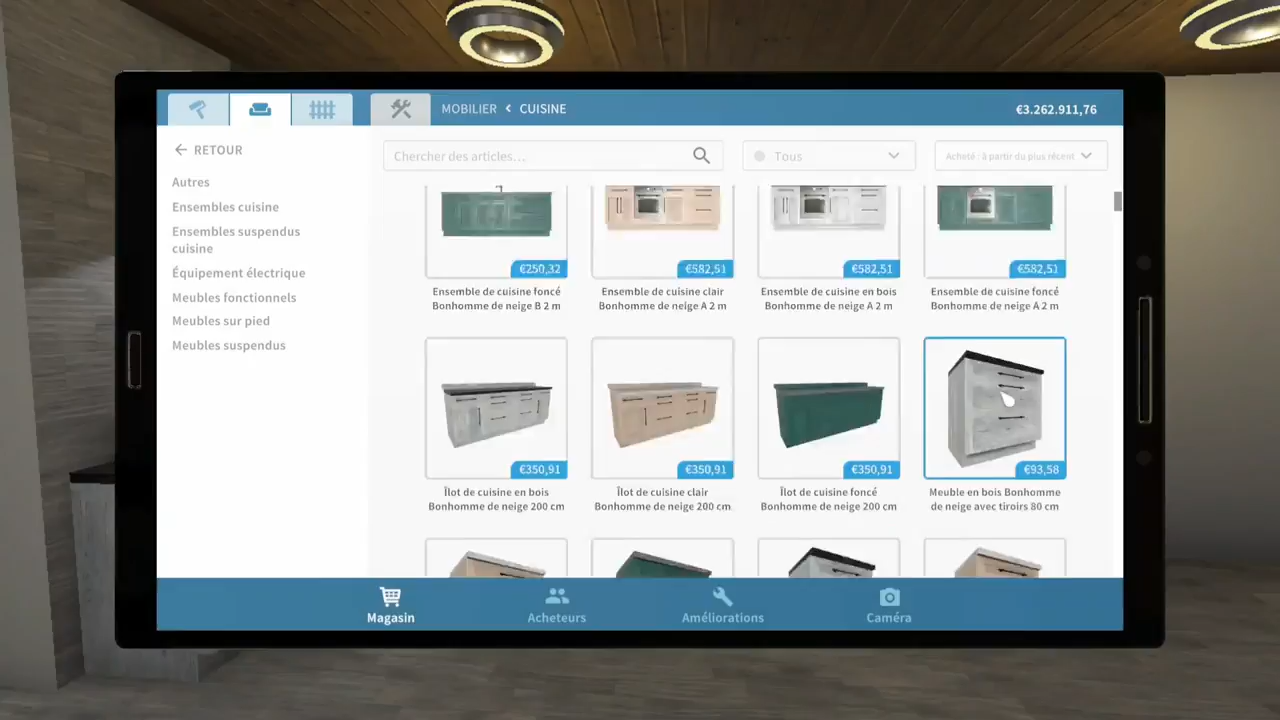 MOBILIER < CUISINE
€3.262.911,76
RETOUR
Chercher des articles...
Tous
Acheté : à partir du plus récent
Autres
Ensembles cuisine
Ensembles suspendus
cuisine
Équipement électrique
Meubles fonctionnels
Meubles sur pied
Meubles suspendus
€250,32
€582,51
€582,51
€582,51
Ensemble de cuisine foncé
Bonhomme de neige B 2 m
Ensemble de cuisine clair
Bonhomme de neige A 2 m
Ensemble de cuisine en bois
Bonhomme de neige A 2 m
Ensemble de cuisine foncé
Bonhomme de neige A 2 m
€350,91
€350,91
€350,91
€93,58
Îlot de cuisine en bois
Bonhomme de neige 200 cm
Îlot de cuisine clair
Bonhomme de neige 200 cm
Îlot de cuisine foncé
Bonhomme de neige 200 cm
Meuble en bois Bonhomme
de neige avec tiroirs 80 cm
Magasin
Acheteurs
Améliorations
Caméra